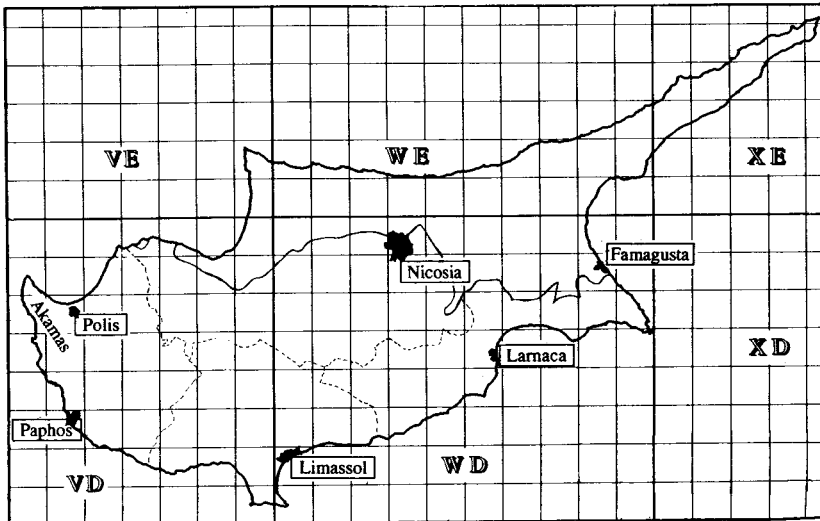 VE
WE
XE
Nicosia
Famagusta
Akamas
Polis
Larnaca
XD
Paphos
Limassol
VD
WD